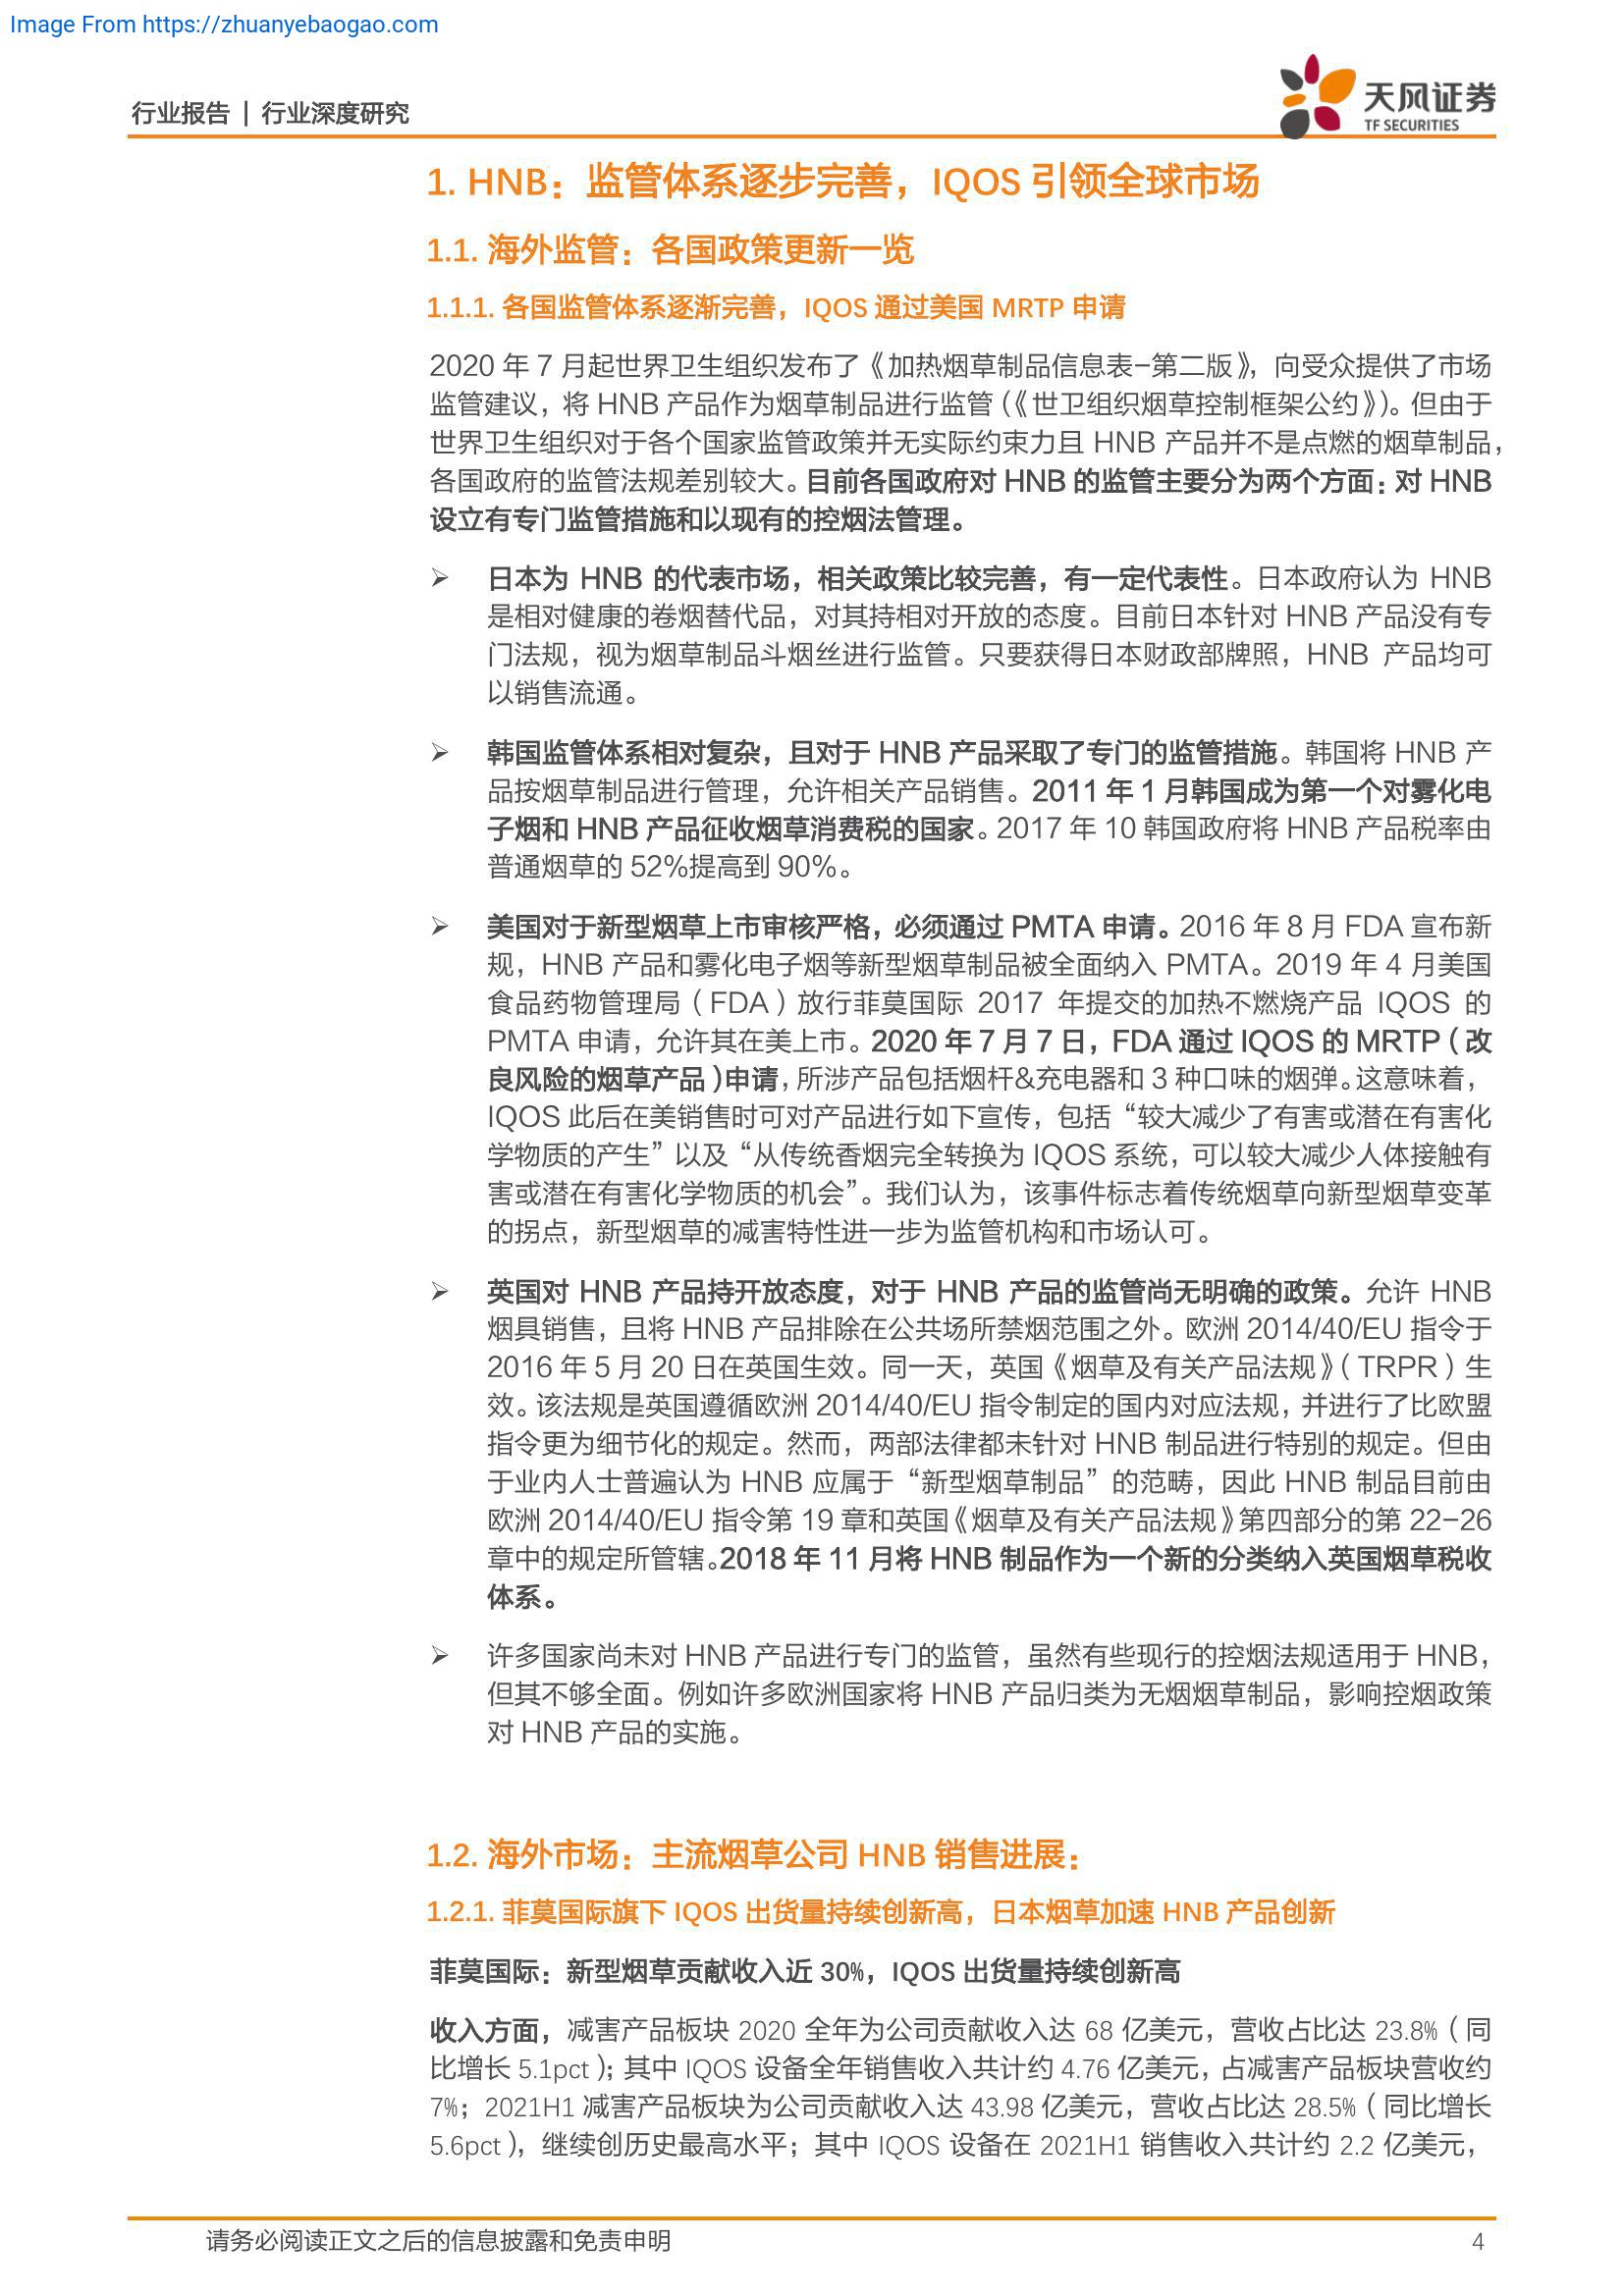 Image From https://zhuanyebaogao.com
行业报告 | 行业深度研究
天风证券
TF SECURITIES
1. HNB：监管体系逐步完善，IQOS 引领全球市场
1.1. 海外监管：各国政策更新一览
1.1.1. 各国监管体系逐渐完善，IQOS 通过美国 MRTP 申请
2020 年 7 月起世界卫生组织发布了《加热烟草制品信息表-第二版》，向受众提供了市场
监管建议，将 HNB 产品作为烟草制品进行监管（《世卫组织烟草控制框架公约》）。但由于
世界卫生组织对于各个国家监管政策并无实际约束力且 HNB 产品并不是点燃的烟草制品，
各国政府的监管法规差别较大。目前各国政府对 HNB 的监管主要分为两个方面：对 HNB
设立有专门监管措施和以现有的控烟法管理。
➢ 日本为 HNB 的代表市场，相关政策比较完善，有一定代表性。日本政府认为 HNB
是相对健康的卷烟替代品，对其持相对开放的态度。目前日本针对 HNB 产品没有专
门法规，视为烟草制品斗烟丝进行监管。只要获得日本财政部牌照，HNB 产品均可
以销售流通。
➢ 韩国监管体系相对复杂，且对于 HNB 产品采取了专门的监管措施。韩国将 HNB 产
品按烟草制品进行管理，允许相关产品销售。2011 年 1 月韩国成为第一个对雾化电
子烟和 HNB 产品征收烟草消费税的国家。2017 年 10 韩国政府将 HNB 产品税率由
普通烟草的 52%提高到 90%。
➢ 美国对于新型烟草上市审核严格，必须通过 PMTA 申请。2016 年 8 月 FDA 宣布新
规，HNB 产品和雾化电子烟等新型烟草制品被全面纳入 PMTA。2019 年 4 月美国
食品药物管理局（FDA）放行菲莫国际 2017 年提交的加热不燃烧产品 IQOS 的
PMTA 申请，允许其在美上市。2020 年 7 月 7 日，FDA 通过 IQOS 的 MRTP（改
良风险的烟草产品）申请，所涉产品包括烟杆&充电器和 3 种口味的烟弹。这意味着，
IQOS 此后在美销售时可对产品进行如下宣传，包括“较大减少了有害或潜在有害化
学物质的产生”以及“从传统香烟完全转换为 IQOS 系统，可以较大减少人体接触有
害或潜在有害化学物质的机会”。我们认为，该事件标志着传统烟草向新型烟草变革
的拐点，新型烟草的减害特性进一步为监管机构和市场认可。
➢ 英国对 HNB 产品持开放态度，对于 HNB 产品的监管尚无明确的政策。允许 HNB
烟具销售，且将 HNB 产品排除在公共场所禁烟范围之外。欧洲 2014/40/EU 指令于
2016 年 5 月 20 日在英国生效。同一天，英国《烟草及有关产品法规》（TRPR）生
效。该法规是英国遵循欧洲 2014/40/EU 指令制定的国内对应法规，并进行了比欧盟
指令更为细节化的规定。然而，两部法律都未针对 HNB 制品进行特别的规定。但由
于业内人士普遍认为 HNB 应属于“新型烟草制品”的范畴，因此 HNB 制品目前由
欧洲 2014/40/EU 指令第 19 章和英国《烟草及有关产品法规》第四部分的第 22-26
章中的规定所管辖。2018 年 11 月将 HNB 制品作为一个新的分类纳入英国烟草税收
体系。
➢ 许多国家尚未对 HNB 产品进行专门的监管，虽然有些现行的控烟法规适用于 HNB，
但其不够全面。例如许多欧洲国家将 HNB 产品归类为无烟烟草制品，影响控烟政策
对 HNB 产品的实施。
1.2. 海外市场：主流烟草公司 HNB 销售进展：
1.2.1. 菲莫国际旗下 IQOS 出货量持续创新高，日本烟草加速 HNB 产品创新
菲莫国际：新型烟草贡献收入近 30%，IQOS 出货量持续创新高
收入方面，减害产品板块 2020 全年为公司贡献收入达 68 亿美元，营收占比达 23.8%（同
比增长 5.1pct）；其中 IQOS 设备全年销售收入共计约 4.76 亿美元，占减害产品板块营收约
7%；2021H1 减害产品板块为公司贡献收入达 43.98 亿美元，营收占比达 28.5%（同比增长
5.6pct），继续创历史最高水平；其中 IQOS 设备在 2021H1 销售收入共计约 2.2 亿美元，
请务必阅读正文之后的信息披露和免责申明
4